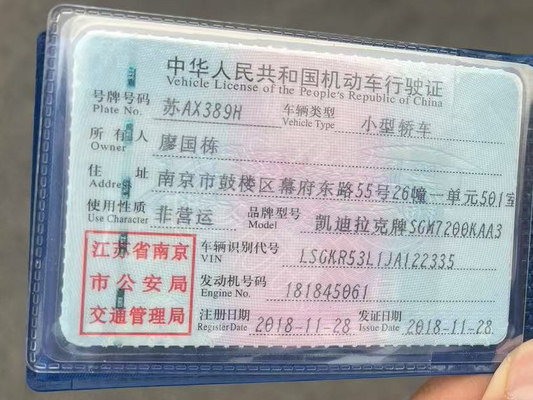 中华人民共和国机动车行驶证
Vehicle License of the People's Republic of China
号牌号码 苏AX389H 车辆类型 小型轿车
Plate No. Vehicle Type
所有人 廖国栋
Owner
住址 南京市鼓楼区幕府东路55号26幢一单元501室
Address
使用性质 非营运 品牌型号 凯迪拉克牌SGM7200KAA3
Use Character Model
江苏省南京
市公安局
交通管理局
车辆识别代号 LSGKR53L1JA122335
VIN
发动机号码 181845061
Engine No.
注册日期 2018-11-28 发证日期 2018-11-28
Register Date Issue Date